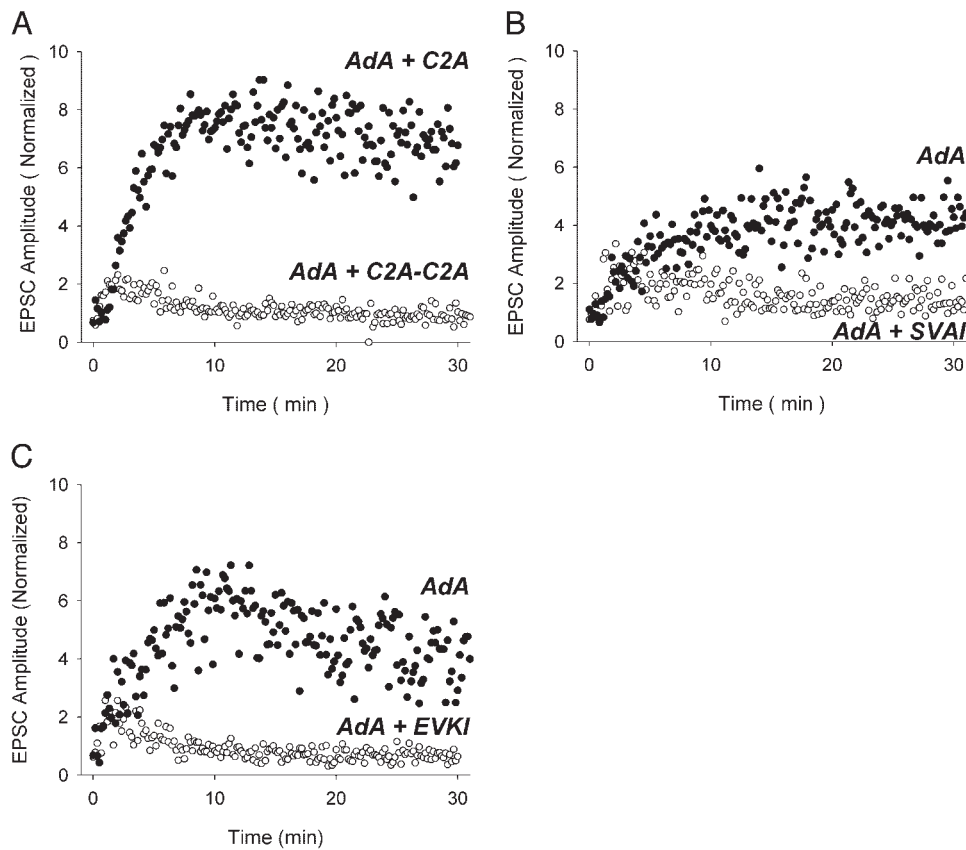 A
EPSC Amplitude ( Normalized )
10
8
6
4
2
0
AdA + C2A
AdA + C2A-C2A
0 10 20 30
Time ( min )
B
EPSC Amplitude ( Normalized )
10
8
6
4
2
0
AdA
AdA + SVAI
0 10 20 30
Time ( min )
C
EPSC Amplitude (Normalized)
10
8
6
4
2
0
AdA
AdA + EVKI
0 10 20 30
Time (min)